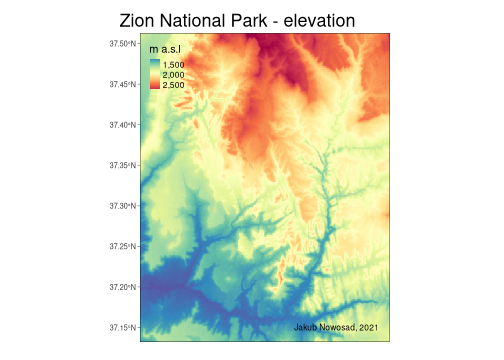 Zion National Park - elevation
37.50°N
37.45°N
37.40°N
37.35°N
37.30°N
37.25°N
37.20°N
37.15°N
m a.s.l
1,500
2,000
2,500
Jakub Nowosad, 2021